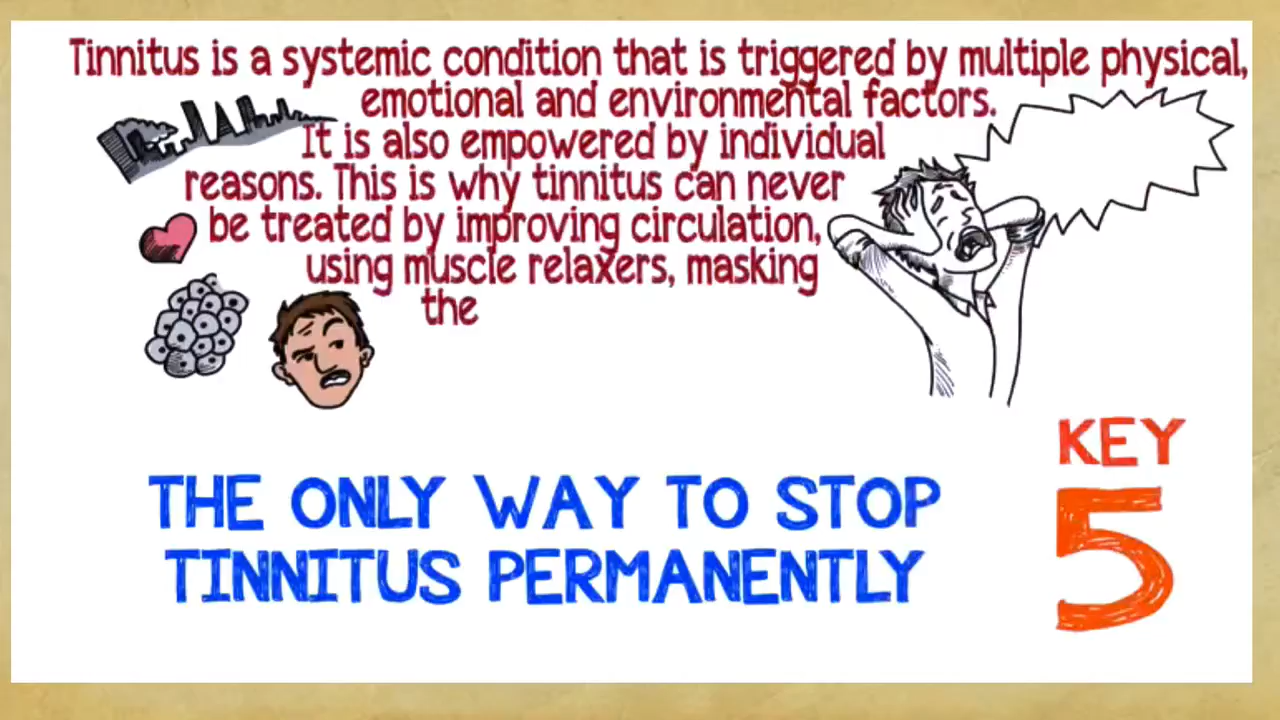 Tinnitus is a systemic condition that is triggered by multiple physical,
emotional and environmental factors.
It is also empowered by individual
reasons. This is why tinnitus can never
be treated by improving circulation,
using muscle relaxers, masking
the
KEY
5
THE ONLY WAY TO STOP
TINNITUS PERMANENTLY